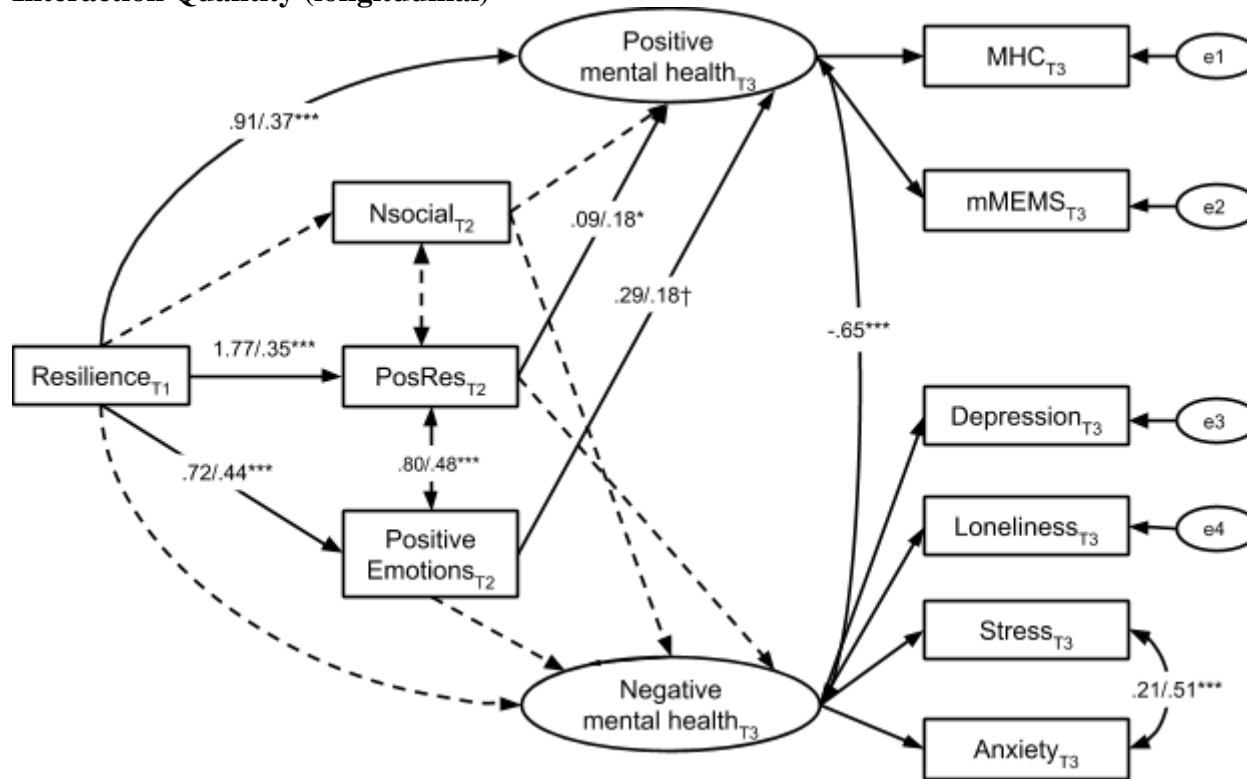 Interaction Quantity (longitudinal)
Positive
mental health T3
MHC T3
e1
.91/.37***
mMEMS T3
e2
Nsocial T2
.09/.18*
.29/.18†
-.65***
Resilience T1
1.77/.35***
PosRes T2
Depression T3
e3
.72/.44***
.80/.48***
Positive
Emotions T2
Loneliness T3
e4
Stress T3
.21/.51***
Negative
mental health T3
Anxiety T3